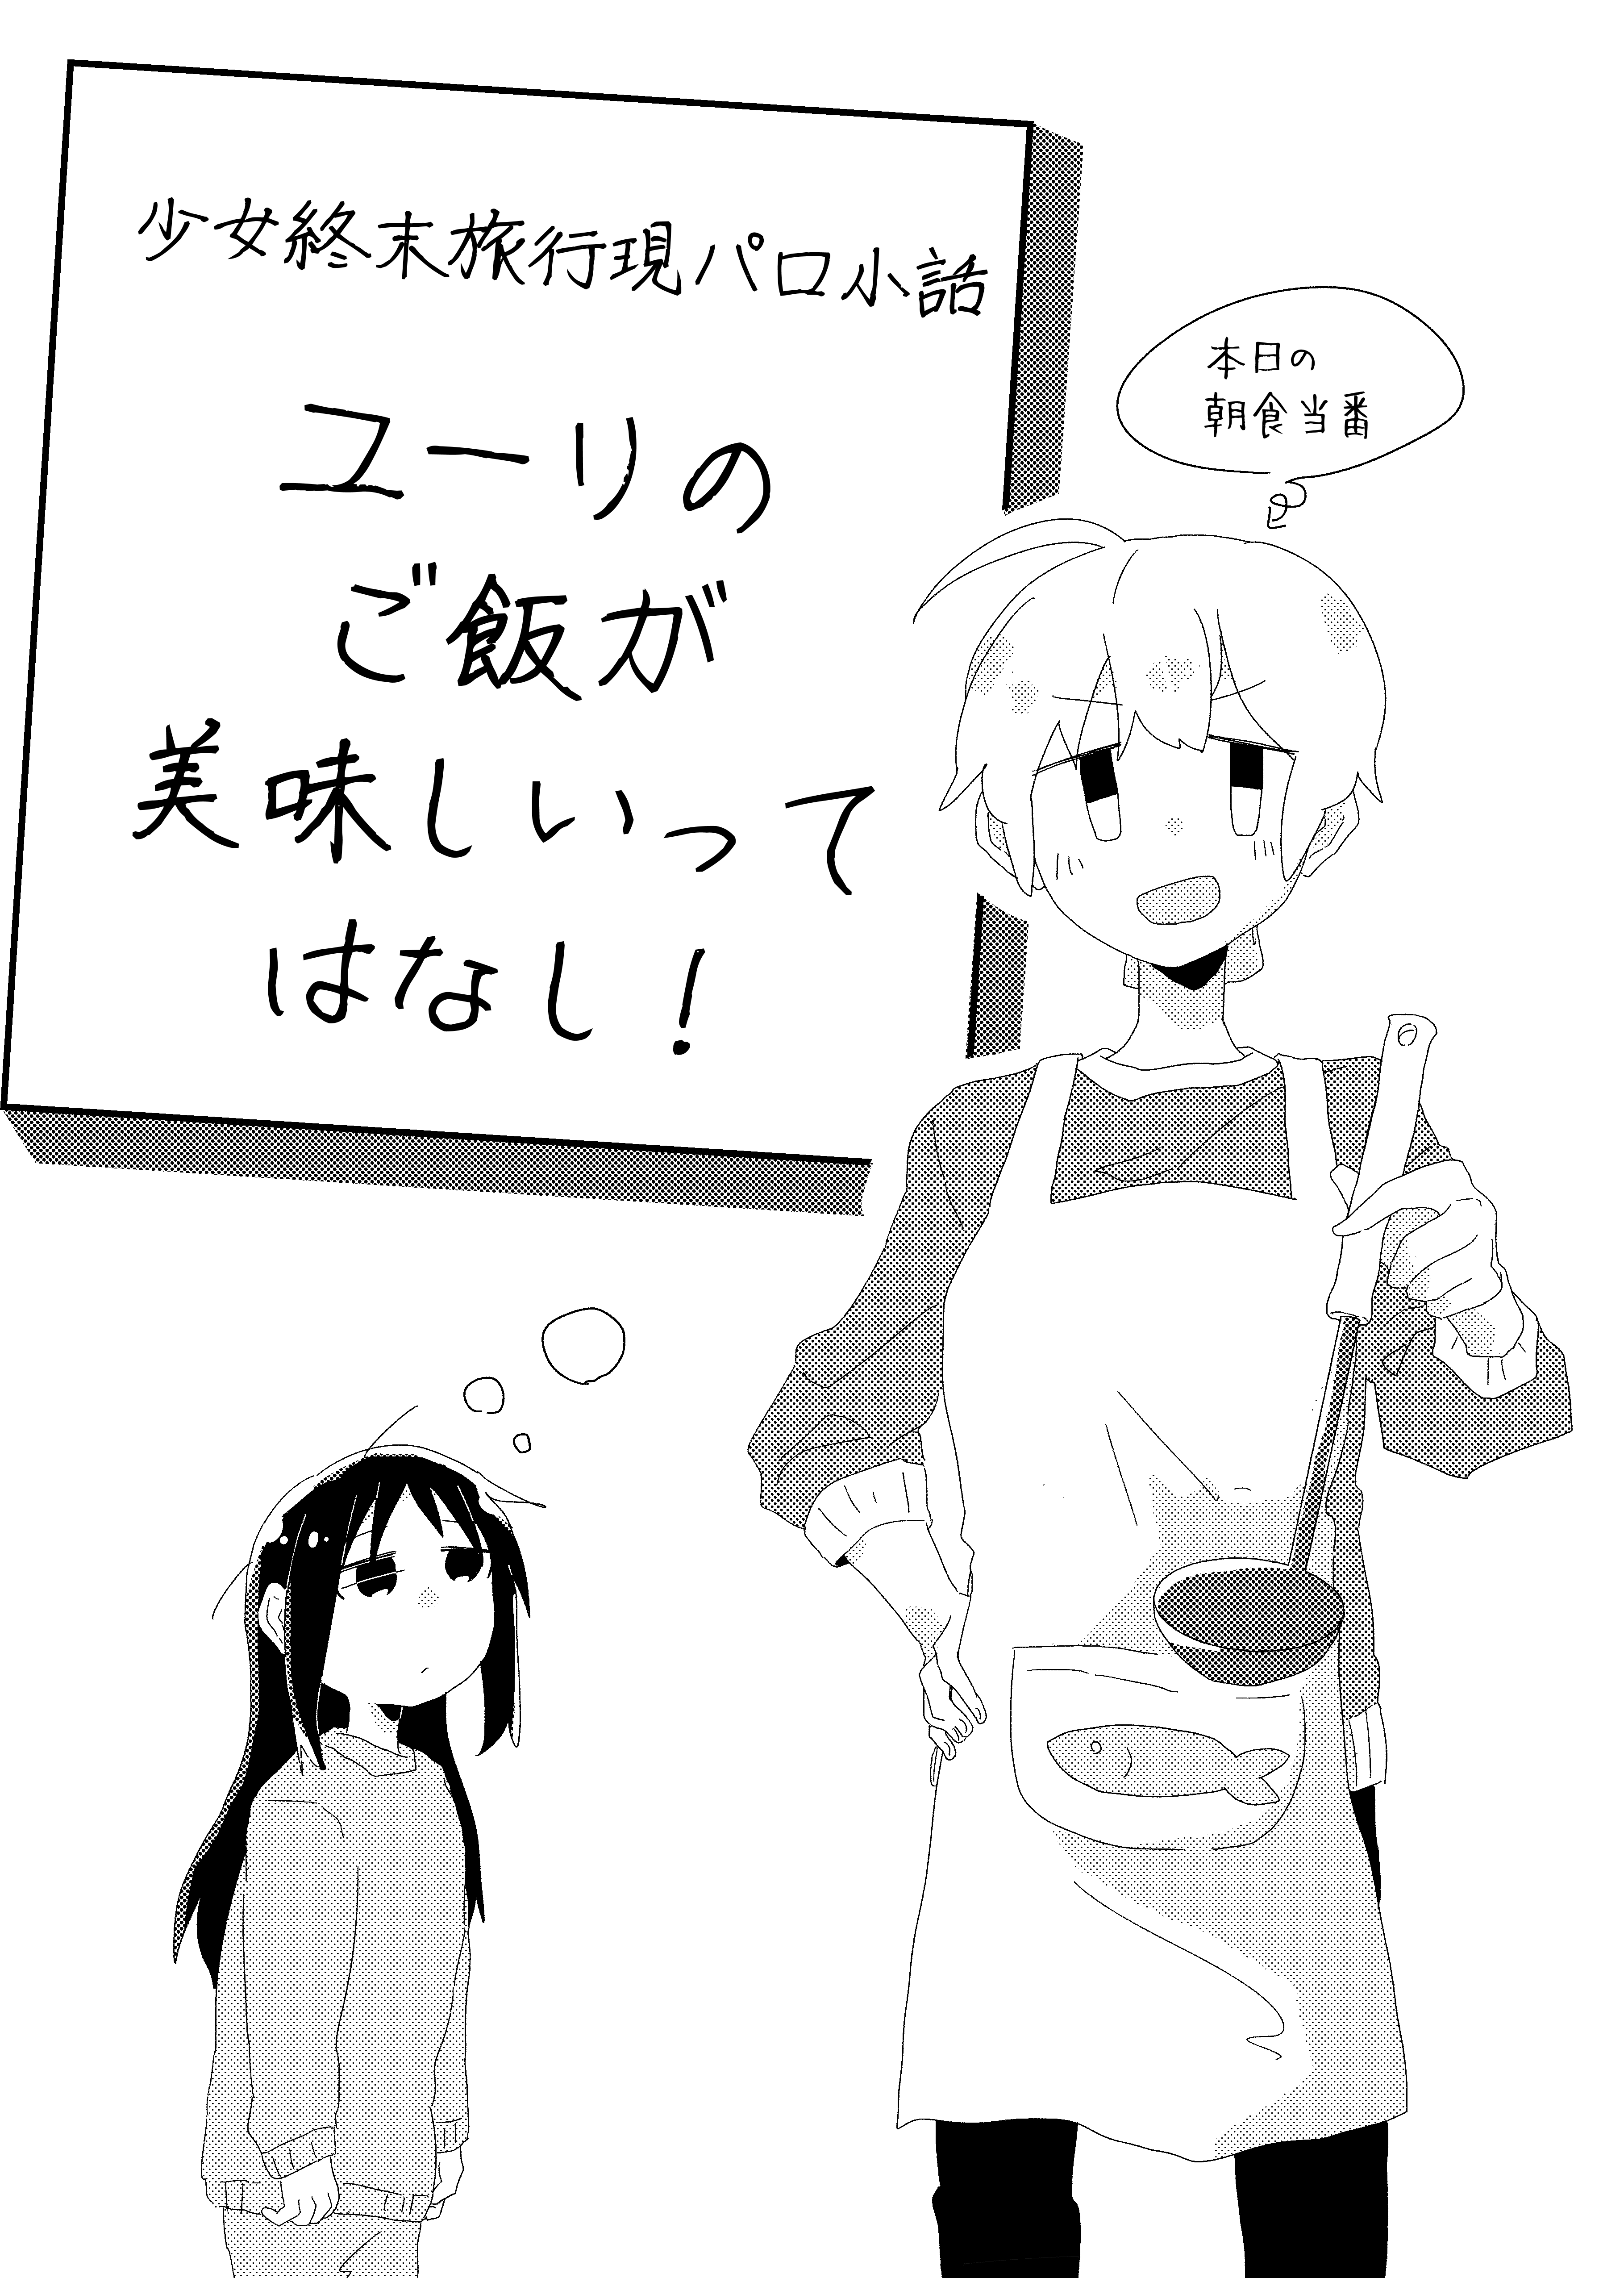 少女終末旅行現パロ小話
ユーリの
ご飯が
美味しいって
はなし!
本日の
朝食当番